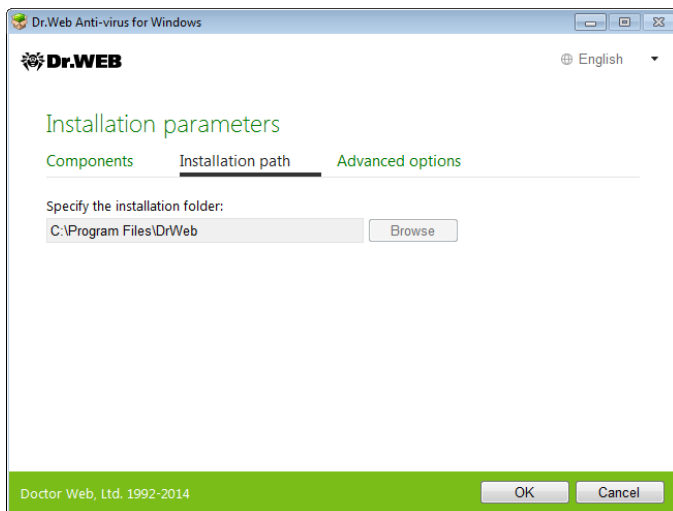 Dr.Web Anti-virus for Windows
Dr.WEB
English
Installation parameters
Components Installation path Advanced options
Specify the installation folder:
C:\Program Files\DrWeb Browse
Doctor Web, Ltd. 1992-2014 OK Cancel